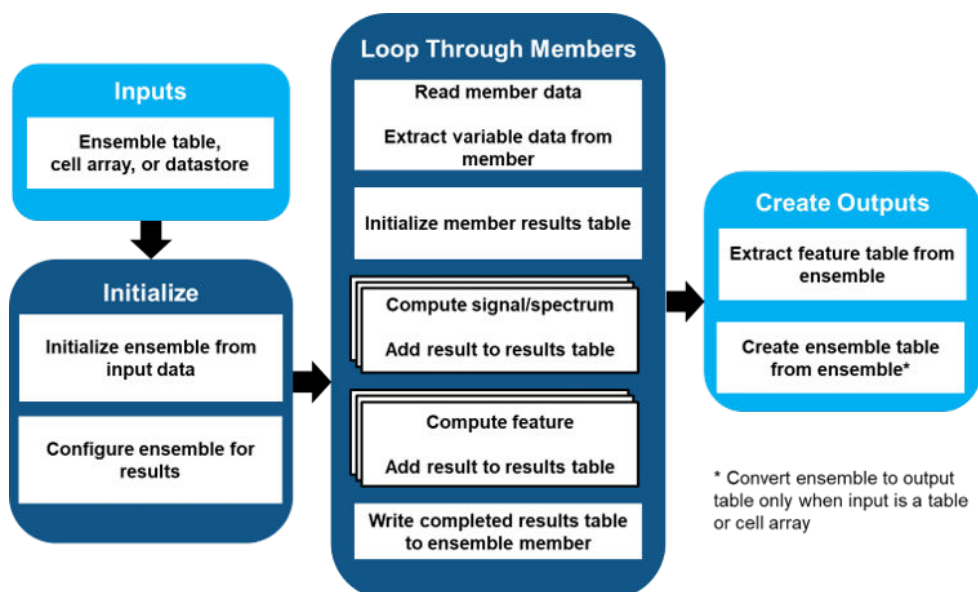 Inputs
Ensemble table,
cell array, or datastore
Initialize
Initialize ensemble from
input data
Configure ensemble for
results
Loop Through Members
Read member data
Extract variable data from
member
Initialize member results table
Compute signal/spectrum
Add result to results table
Compute feature
Add result to results table
Write completed results table
to ensemble member
Create Outputs
Extract feature table from
ensemble
Create ensemble table
from ensemble*
* Convert ensemble to output
table only when input is a table
or cell array